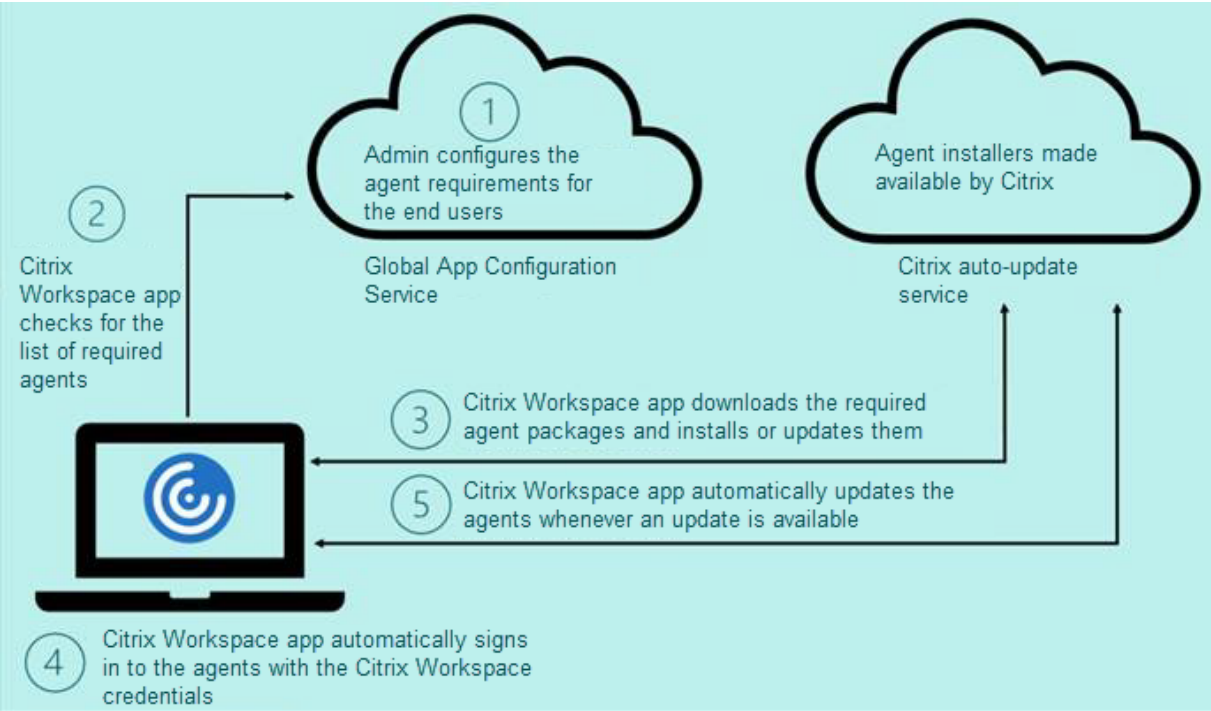 1
Admin configures the
agent requirements for
the end users
Global App Configuration
Service
Agent installers made
available by Citrix
Citrix auto-update
service
2
Citrix
Workspace app
checks for the
list of required
agents
3
Citrix Workspace app downloads the required
agent packages and installs or updates them
5
Citrix Workspace app automatically updates the
agents whenever an update is available
4
Citrix Workspace app automatically signs
in to the agents with the Citrix Workspace
credentials